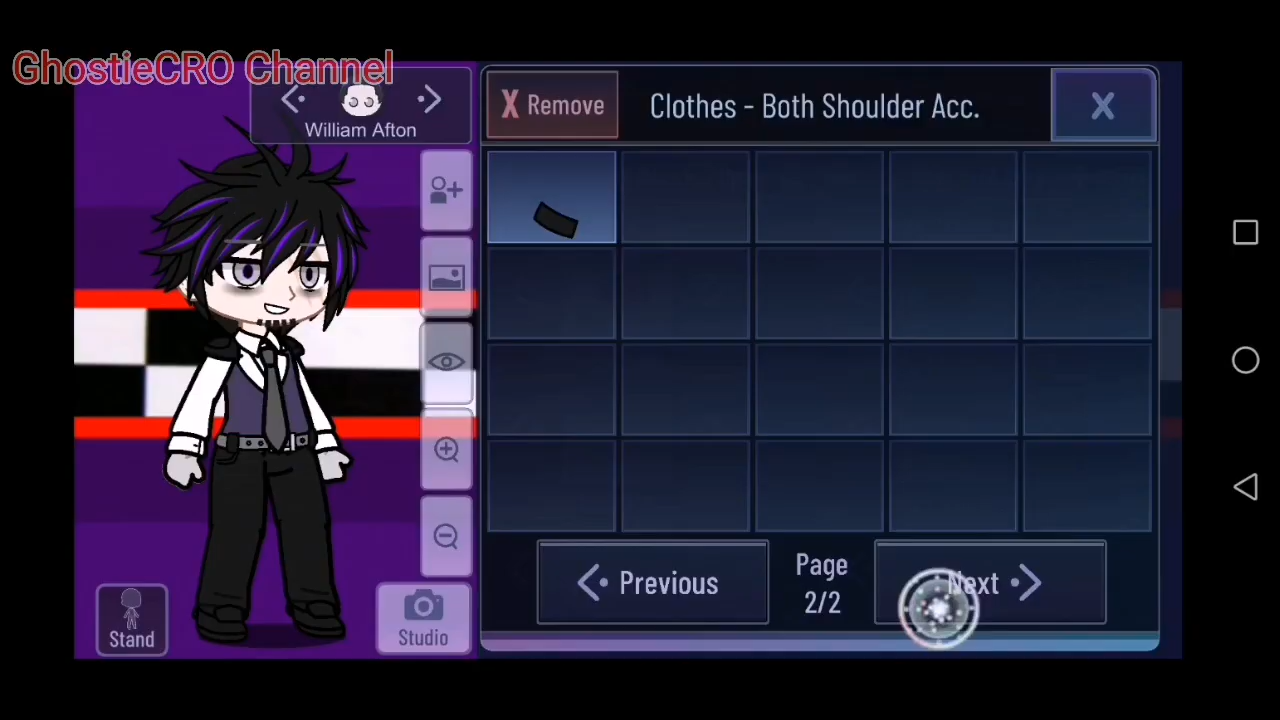 GhostieCRO Channel
William Afton
X Remove
Clothes - Both Shoulder Acc.
X
Previous
Page
2/2
Next
Stand
Studio